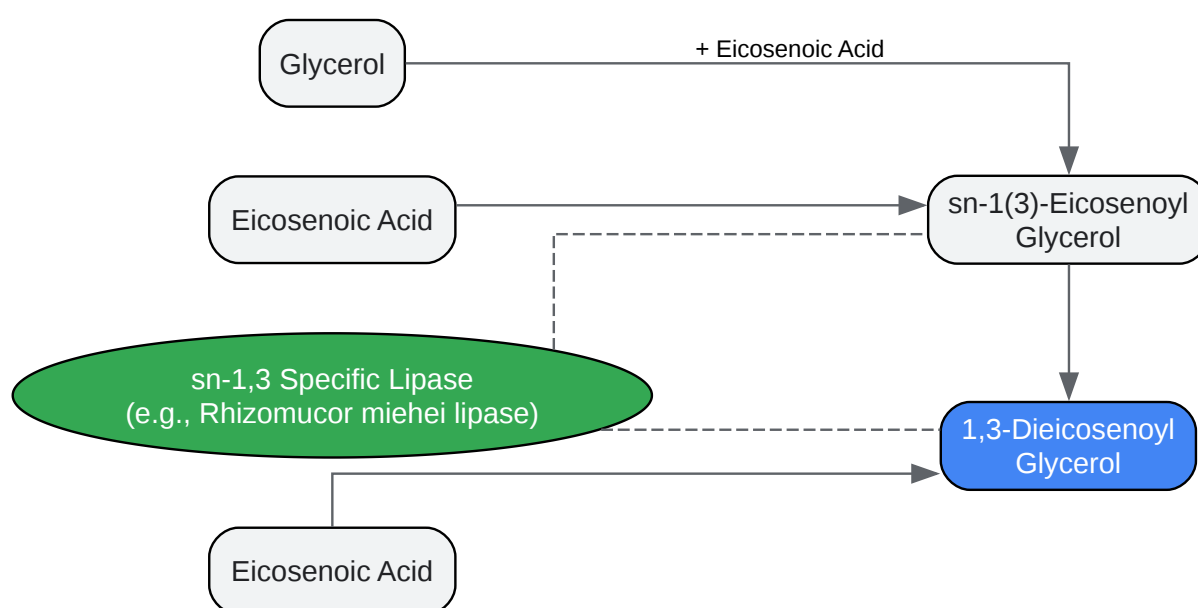 Glycerol
+ Eicosenoic Acid
Eicosenoic Acid
sn-1(3)-Eicosenoyl
Glycerol
sn-1,3 Specific Lipase
(e.g., Rhizomucor miehei lipase)
1,3-Dieicosenoyl
Glycerol
Eicosenoic Acid